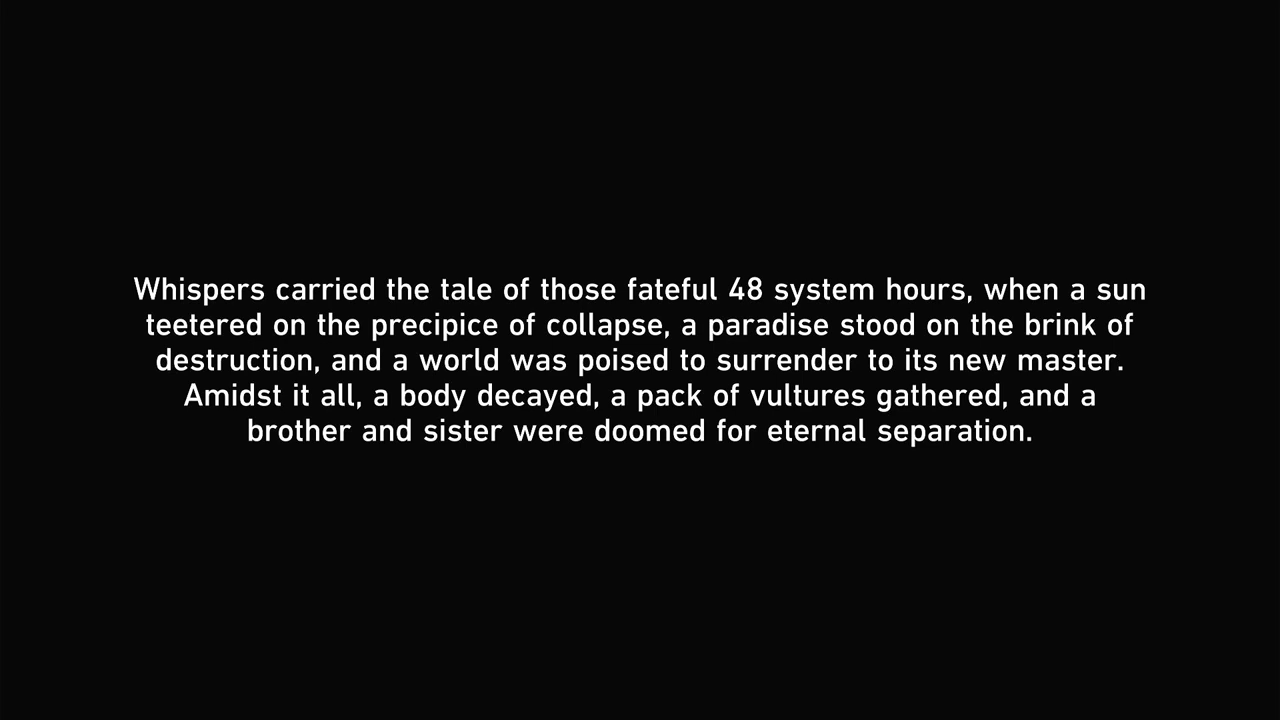 Whispers carried the tale of those fateful 48 system hours, when a sun
teetered on the precipice of collapse, a paradise stood on the brink of
destruction, and a world was poised to surrender to its new master.
Amidst it all, a body decayed, a pack of vultures gathered, and a
brother and sister were doomed for eternal separation.